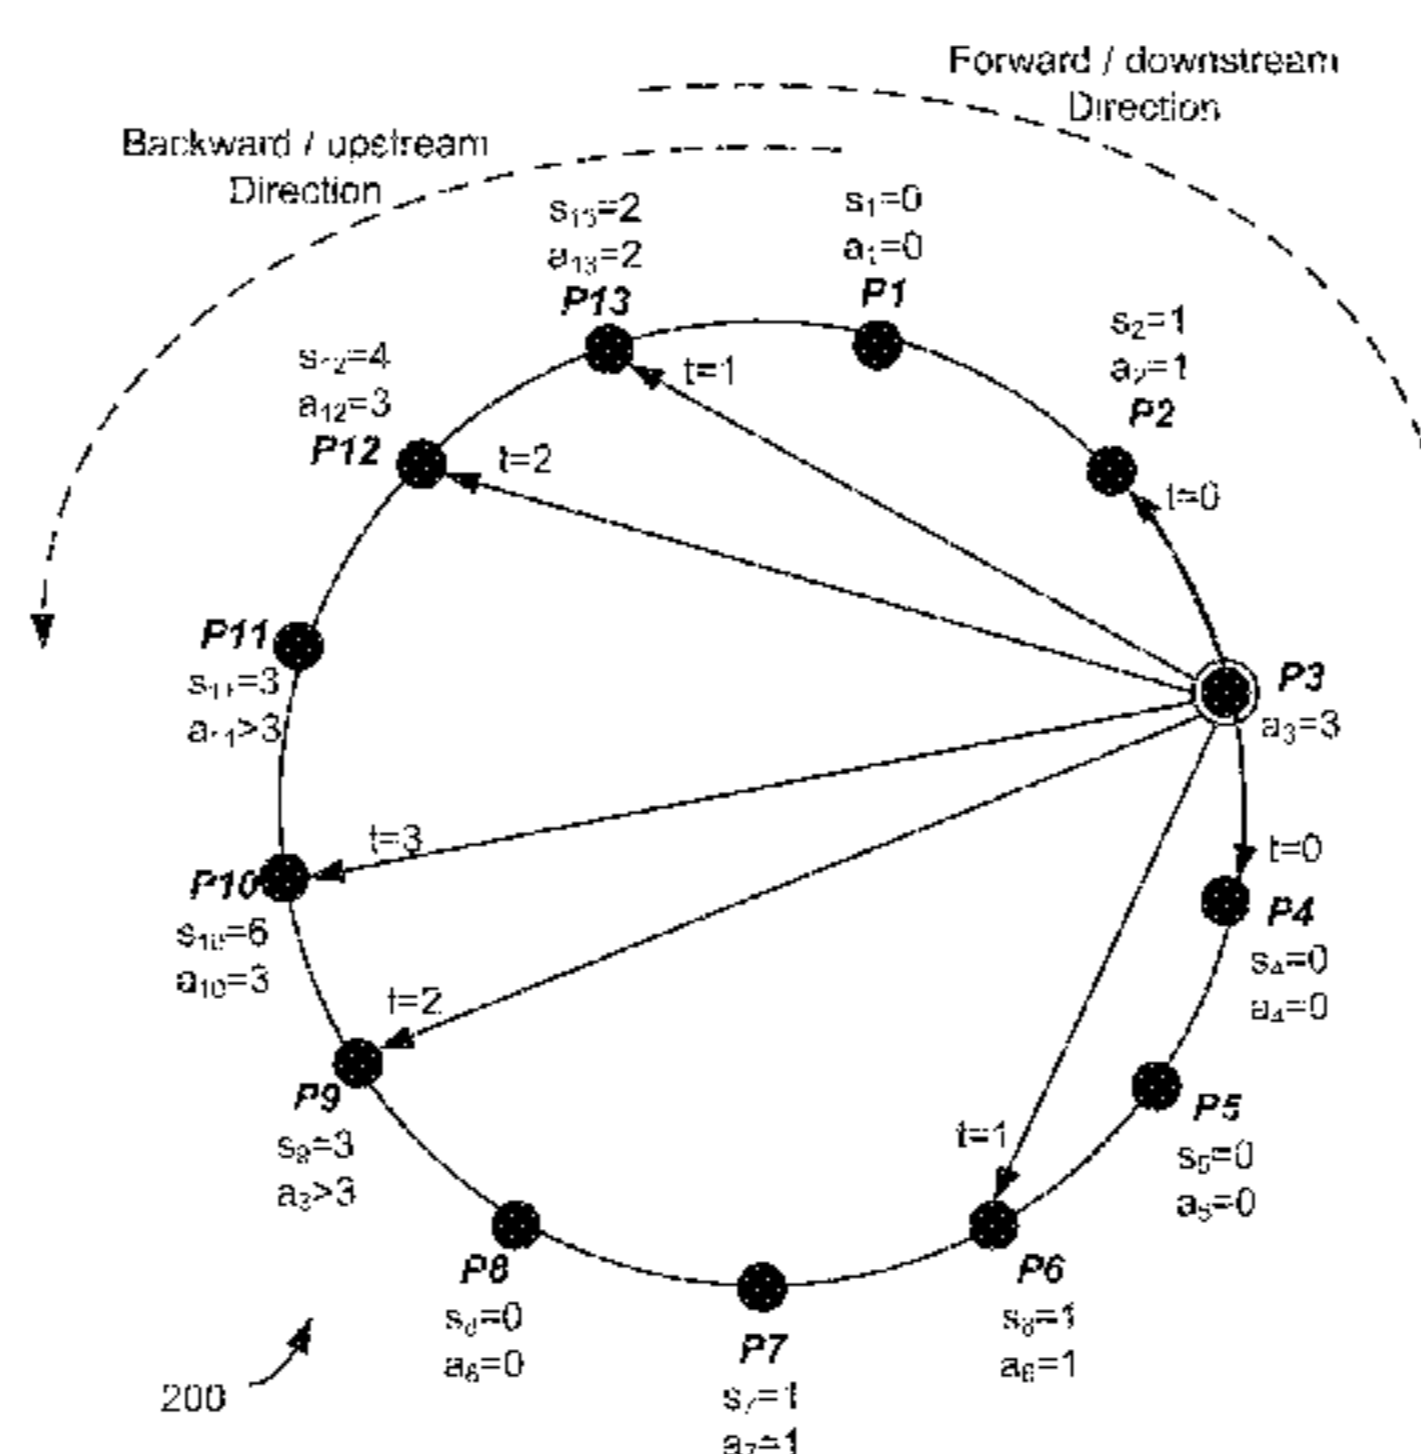 Forward / downstream
Direction
Backward / upstream
Direction
s13=2
a13=2
P13
s1=0
a1=0
P1
s2=1
a2=1
P2
s12=4
a12=3
P12
t=1
t=2
t=0
P11
s11=3
a11>3
P3
a3=3
t=3
P10
s10=6
a10=3
t=0
P4
s4=0
a4=0
t=2
P9
s9=3
a9>3
t=1
P5
s5=0
a5=0
P8
s8=0
a8=0
P7
s7=1
a7=1
P6
s6=1
a6=1
200